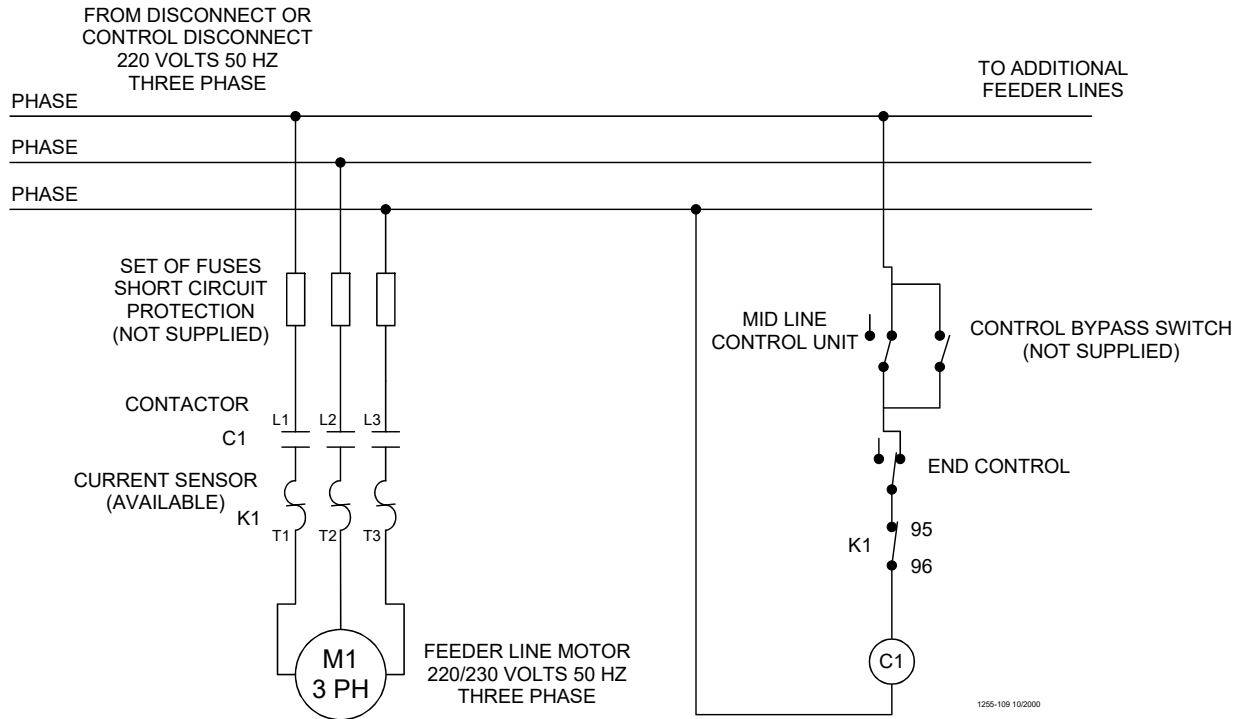 FROM DISCONNECT OR
CONTROL DISCONNECT
220 VOLTS 50 HZ
THREE PHASE
TO ADDITIONAL
FEEDER LINES
PHASE
PHASE
PHASE
SET OF FUSES
SHORT CIRCUIT
PROTECTION
(NOT SUPPLIED)
MID LINE
CONTROL UNIT
CONTROL BYPASS SWITCH
(NOT SUPPLIED)
CONTACTOR
C1
L1
L2
L3
END CONTROL
CURRENT SENSOR
(AVAILABLE)
K1
T1
T2
T3
K1
95
96
M1
3 PH
FEEDER LINE MOTOR
220/230 VOLTS 50 HZ
THREE PHASE
C1
1255-109 10/2000